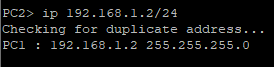 PC2> ip 192.168.1.2/24
Checking for duplicate address...
PC1 : 192.168.1.2 255.255.255.0